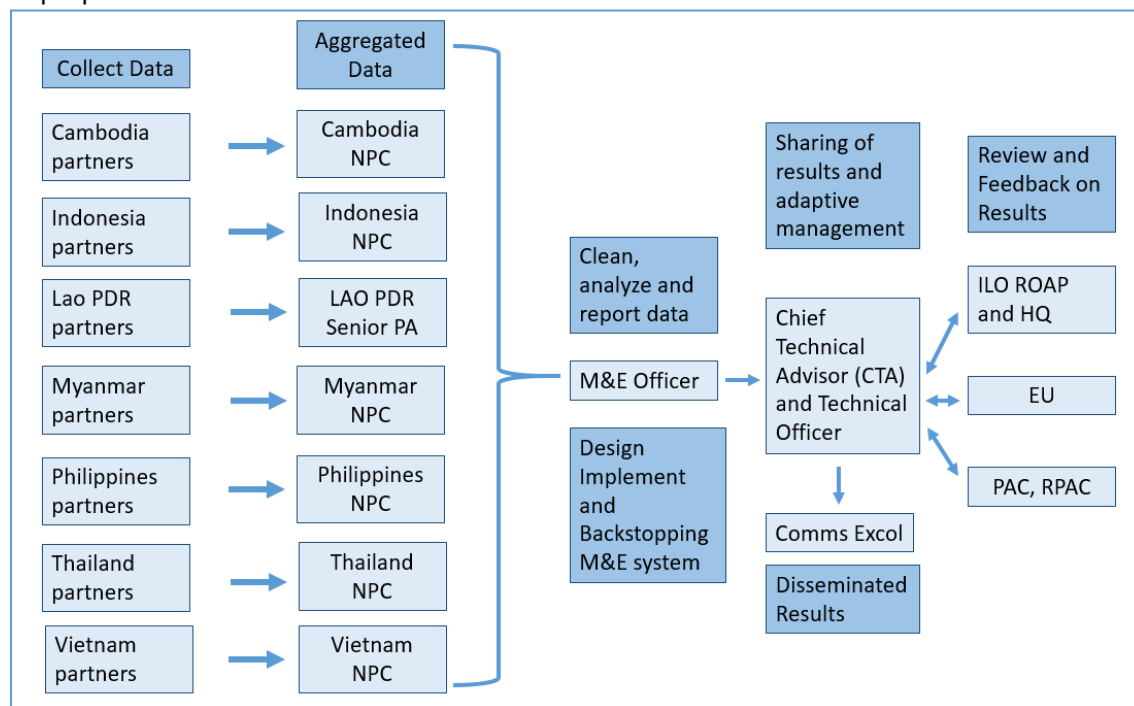 Collect Data
Aggregated
Data
Cambodia
partners
Cambodia
NPC
Indonesia
partners
Indonesia
NPC
Lao PDR
partners
LAO PDR
Senior PA
Myanmar
partners
Myanmar
NPC
Philippines
partners
Philippines
NPC
Thailand
partners
Thailand
NPC
Vietnam
partners
Vietnam
NPC
Clean,
analyze and
report data
M&E Officer
Design
Implement
and
Backstopping
M&E system
Sharing of
results and
adaptive
management
Chief
Technical
Advisor (CTA)
and Technical
Officer
Comms Excol
Disseminated
Results
Review and
Feedback on
Results
ILO ROAP
and HQ
EU
PAC, RPAC